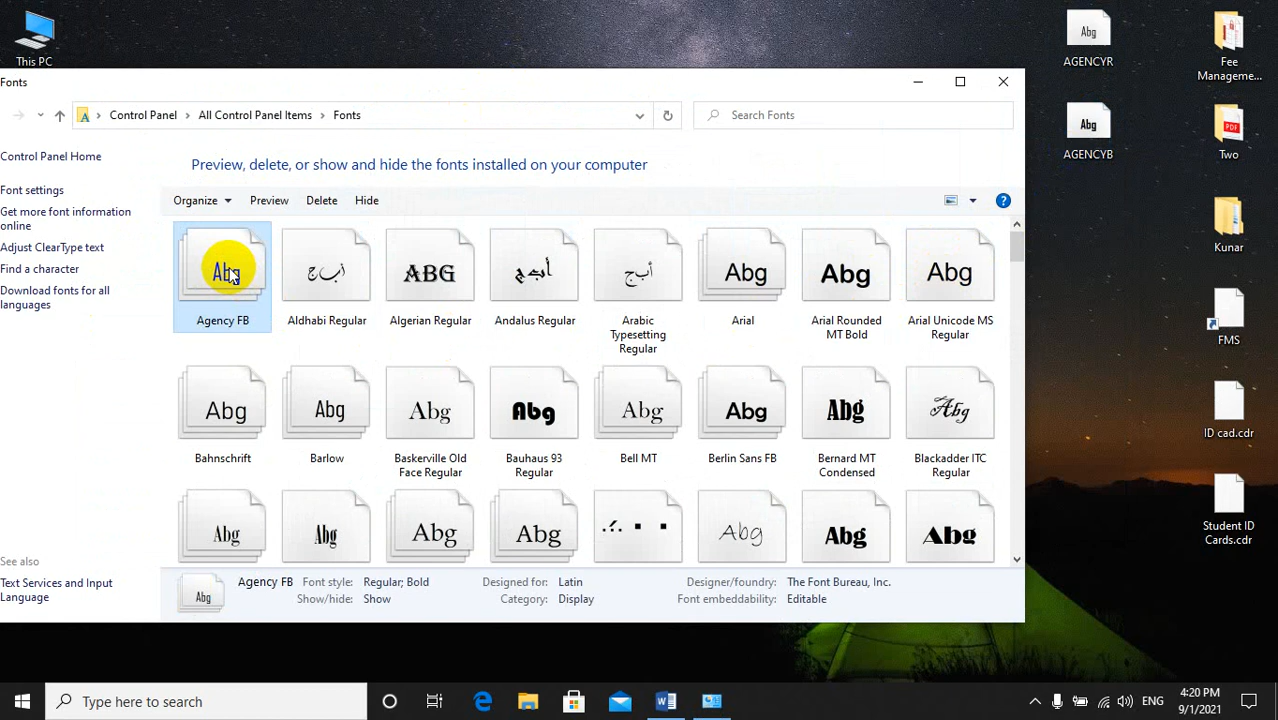 This PC
AGENCYR
Fee
Manageme...
Fonts
Control Panel > All Control Panel Items > Fonts
Search Fonts
Abg
AGENCYB
Two
Control Panel Home
Preview, delete, or show and hide the fonts installed on your computer
Font settings
Organize Preview Delete Hide
Get more font information
online
Adjust ClearType text
Find a character
Download fonts for all
languages
Kunar
Abg أب ج ABG أبج أبج Abg Abg Abg
Agency FB Aldhabi Regular Algerian Regular Andalus Regular Arabic
Typesetting
Regular Arial Arial Rounded
MT Bold Arial Unicode MS
Regular
FMS
Abg Abg Abg Abg Abg Abg Abg Abg
Bahnschrift Barlow Baskerville Old
Face Regular Bauhaus 93
Regular Bell MT Berlin Sans FB Bernard MT
Condensed Blackadder ITC
Regular
ID cad.cdr
Abg Abg Abg Abg Abg Abg Abg
Student ID
Cards.cdr
See also
Text Services and Input
Language
Abg
Agency FB Font style: Regular; Bold Designed for: Latin Designer/foundry: The Font Bureau, Inc.
Show/hide: Show Category: Display Font embeddability: Editable
Type here to search
ENG
4:20 PM
9/1/2021